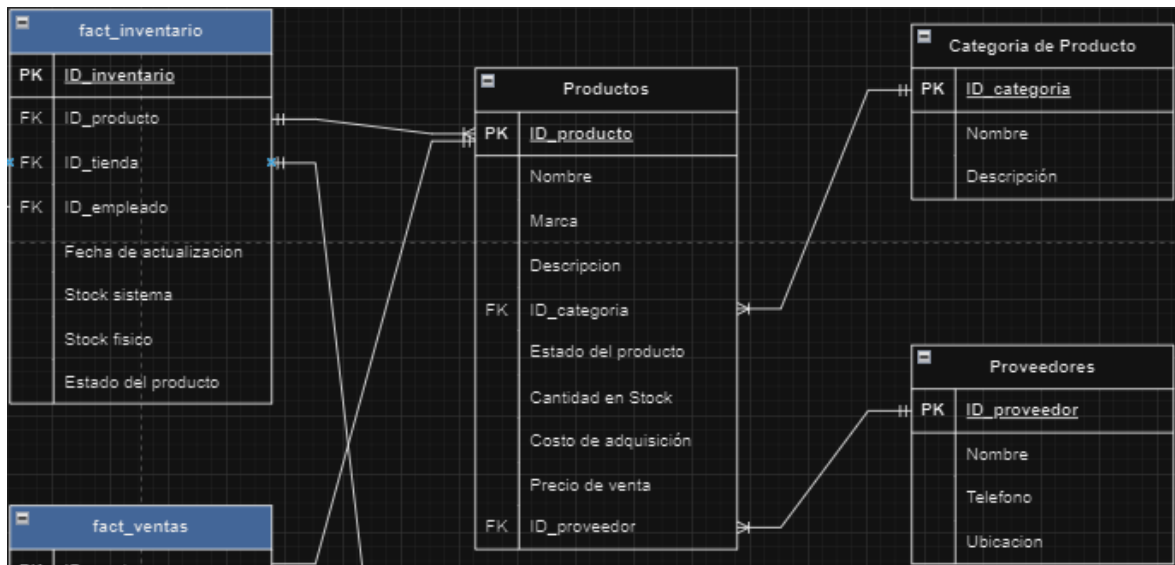 fact_inventario
PK ID_inventario
FK ID_producto
FK ID_tienda
FK ID_empleado
Fecha de actualizacion
Stock sistema
Stock fisico
Estado del producto
fact_ventas
Productos
PK ID_producto
Nombre
Marca
Descripcion
FK ID_categoria
Estado del producto
Cantidad en Stock
Costo de adquisición
Precio de venta
FK ID_proveedor
Categoria de Producto
PK ID_categoria
Nombre
Descripción
Proveedores
PK ID_proveedor
Nombre
Telefono
Ubicacion